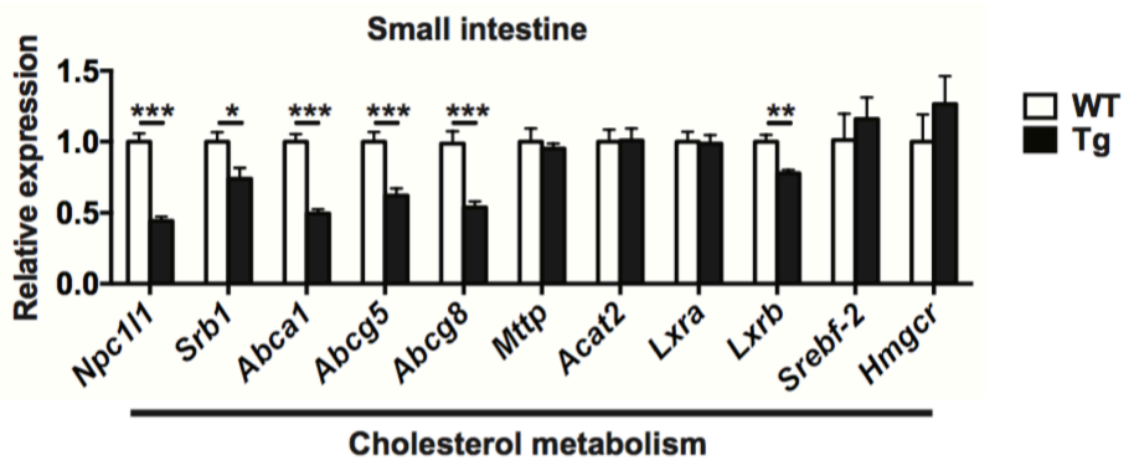 Small intestine
Relative expression
1.5
1.0
0.5
0.0
*** * *** *** *** **
WT
Tg
Npc1l1 Srb1 Abca1 Abcg5 Abcg8 Mttp Acat2 Lxra Lxrb Srebf-2 Hmgcr
Cholesterol metabolism